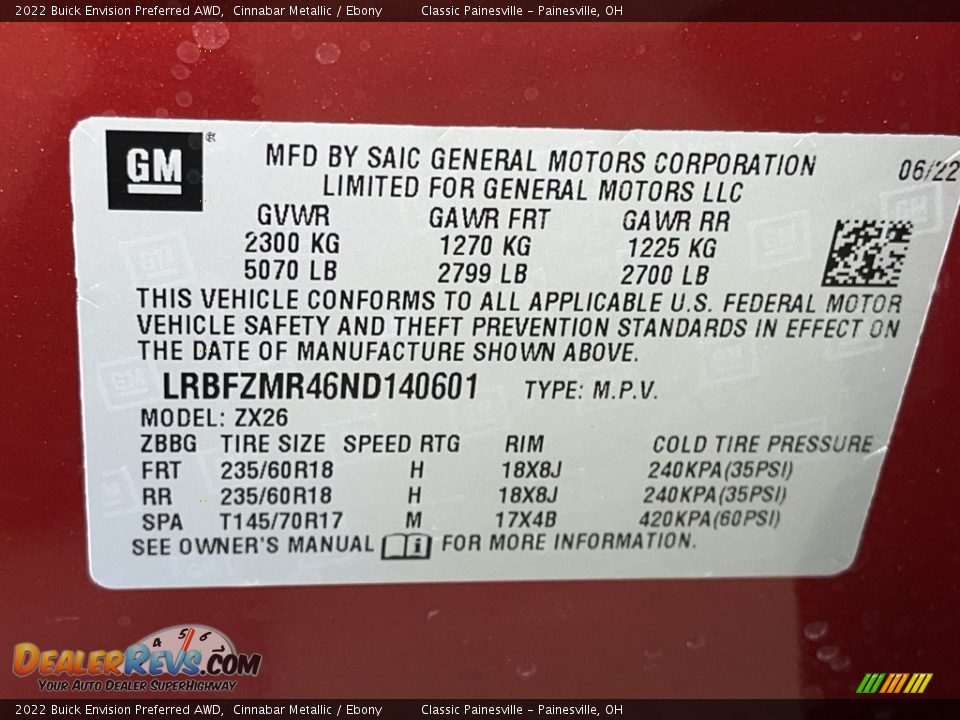 2022 Buick Envision Preferred AWD, Cinnabar Metallic / Ebony Classic Painesville - Painesville, OH
GM ®
MFD BY SAIC GENERAL MOTORS CORPORATION 06/22
LIMITED FOR GENERAL MOTORS LLC
GVWR GAWR FRT GAWR RR
2300 KG 1270 KG 1225 KG
5070 LB 2799 LB 2700 LB
THIS VEHICLE CONFORMS TO ALL APPLICABLE U.S. FEDERAL MOTOR
VEHICLE SAFETY AND THEFT PREVENTION STANDARDS IN EFFECT ON
THE DATE OF MANUFACTURE SHOWN ABOVE.
LRBFZMR46ND140601 TYPE: M.P.V.
MODEL: ZX26
ZBBG TIRE SIZE SPEED RTG RIM COLD TIRE PRESSURE
FRT 235/60R18 H 18X8J 240KPA(35PSI)
RR 235/60R18 H 18X8J 240KPA(35PSI)
SPA T145/70R17 M 17X4B 420KPA(60PSI)
SEE OWNER'S MANUAL i FOR MORE INFORMATION.
4 5 6
DEALERREVS.COM
YOUR AUTO DEALER SUPERHIGHWAY
2022 Buick Envision Preferred AWD, Cinnabar Metallic / Ebony Classic Painesville - Painesville, OH